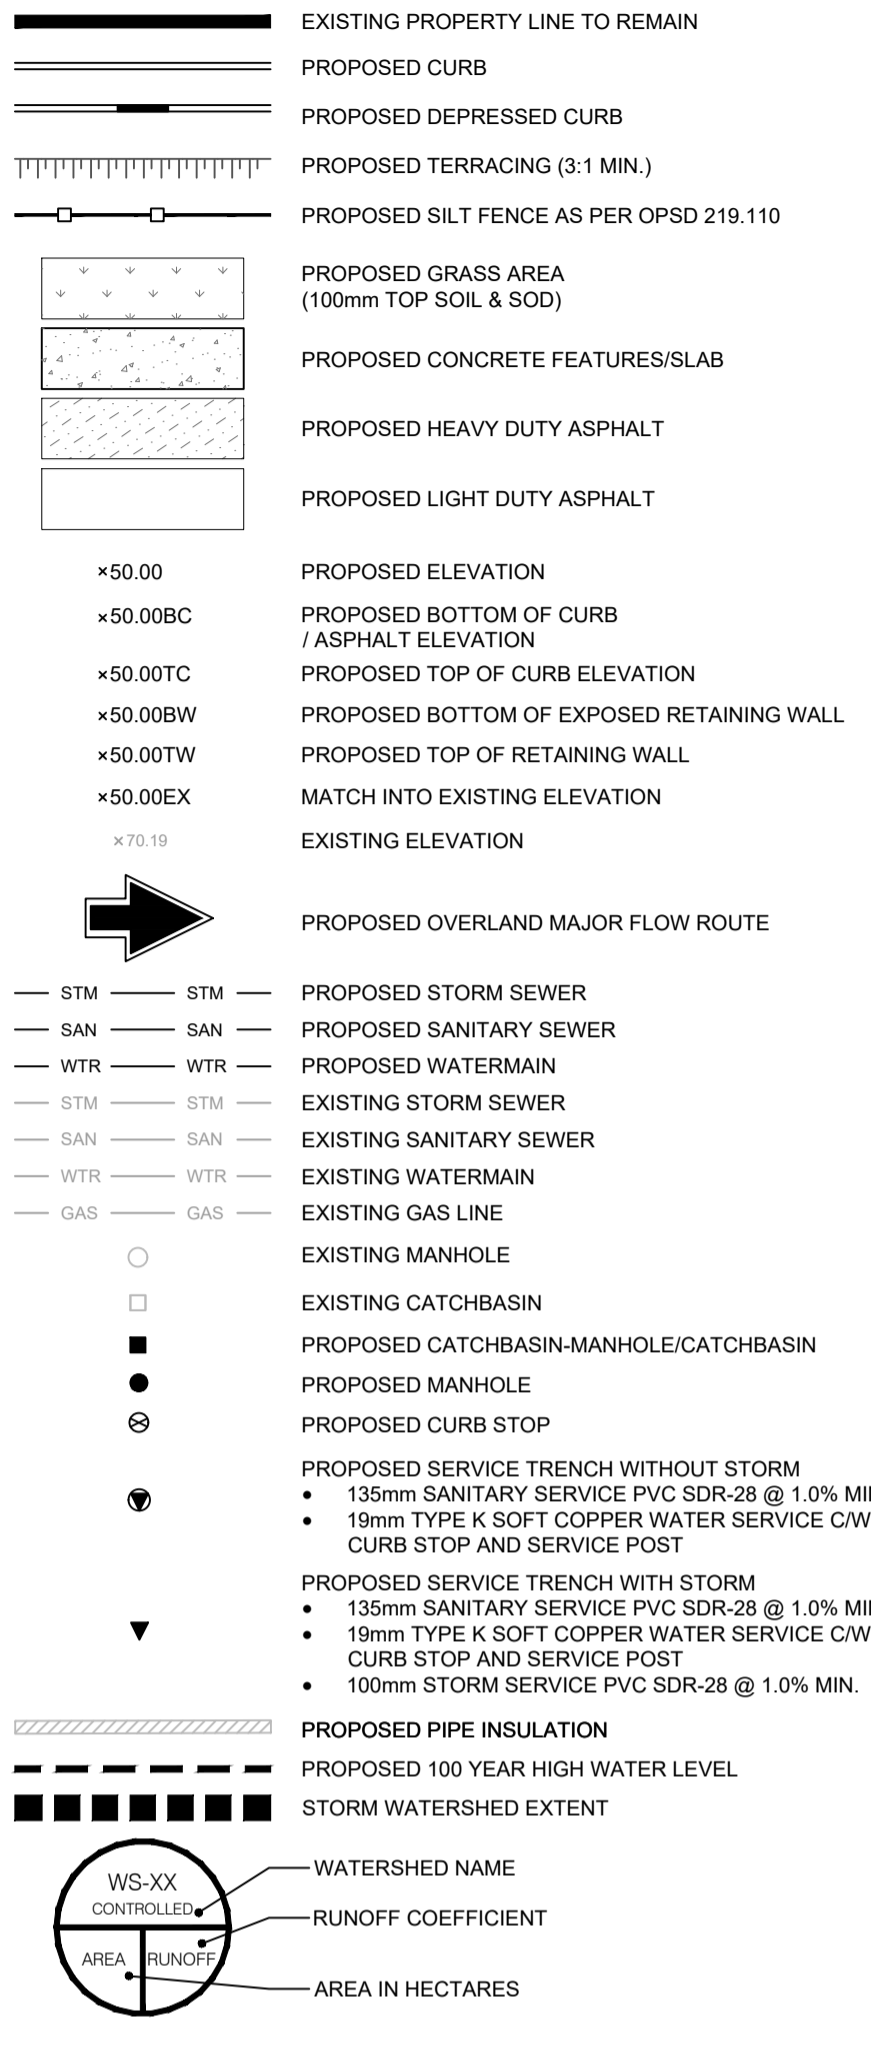 EXISTING PROPERTY LINE TO REMAIN
PROPOSED CURB
PROPOSED DEPRESSED CURB
PROPOSED TERRACING (3:1 MIN.)
PROPOSED SILT FENCE AS PER OPSD 219.110
PROPOSED GRASS AREA
(100mm TOP SOIL & SOD)
PROPOSED CONCRETE FEATURES/SLAB
PROPOSED HEAVY DUTY ASPHALT
PROPOSED LIGHT DUTY ASPHALT
×50.00 PROPOSED ELEVATION
×50.00BC PROPOSED BOTTOM OF CURB
/ ASPHALT ELEVATION
×50.00TC PROPOSED TOP OF CURB ELEVATION
×50.00BW PROPOSED BOTTOM OF EXPOSED RETAINING WALL
×50.00TW PROPOSED TOP OF RETAINING WALL
×50.00EX MATCH INTO EXISTING ELEVATION
×70.19 EXISTING ELEVATION
PROPOSED OVERLAND MAJOR FLOW ROUTE
STM STM PROPOSED STORM SEWER
SAN SAN PROPOSED SANITARY SEWER
WTR WTR PROPOSED WATERMAIN
STM STM EXISTING STORM SEWER
SAN SAN EXISTING SANITARY SEWER
WTR WTR EXISTING WATERMAIN
GAS GAS EXISTING GAS LINE
EXISTING MANHOLE
EXISTING CATCHBASIN
PROPOSED CATCHBASIN-MANHOLE/CATCHBASIN
PROPOSED MANHOLE
PROPOSED CURB STOP
PROPOSED SERVICE TRENCH WITHOUT STORM
• 135mm SANITARY SERVICE PVC SDR-28 @ 1.0%
• 19mm TYPE K SOFT COPPER WATER SERVICE C/W
CURB STOP AND SERVICE POST
PROPOSED SERVICE TRENCH WITH STORM
• 135mm SANITARY SERVICE PVC SDR-28 @ 1.0%
• 19mm TYPE K SOFT COPPER WATER SERVICE C/W
CURB STOP AND SERVICE POST
• 100mm STORM SERVICE PVC SDR-28 @ 1.0% MIN.
PROPOSED PIPE INSULATION
PROPOSED 100 YEAR HIGH WATER LEVEL
STORM WATERSHED EXTENT
WATERSHED NAME
WS-XX
CONTROLLED
RUNOFF COEFFICIENT
AREA RUNOFF
AREA IN HECTARES